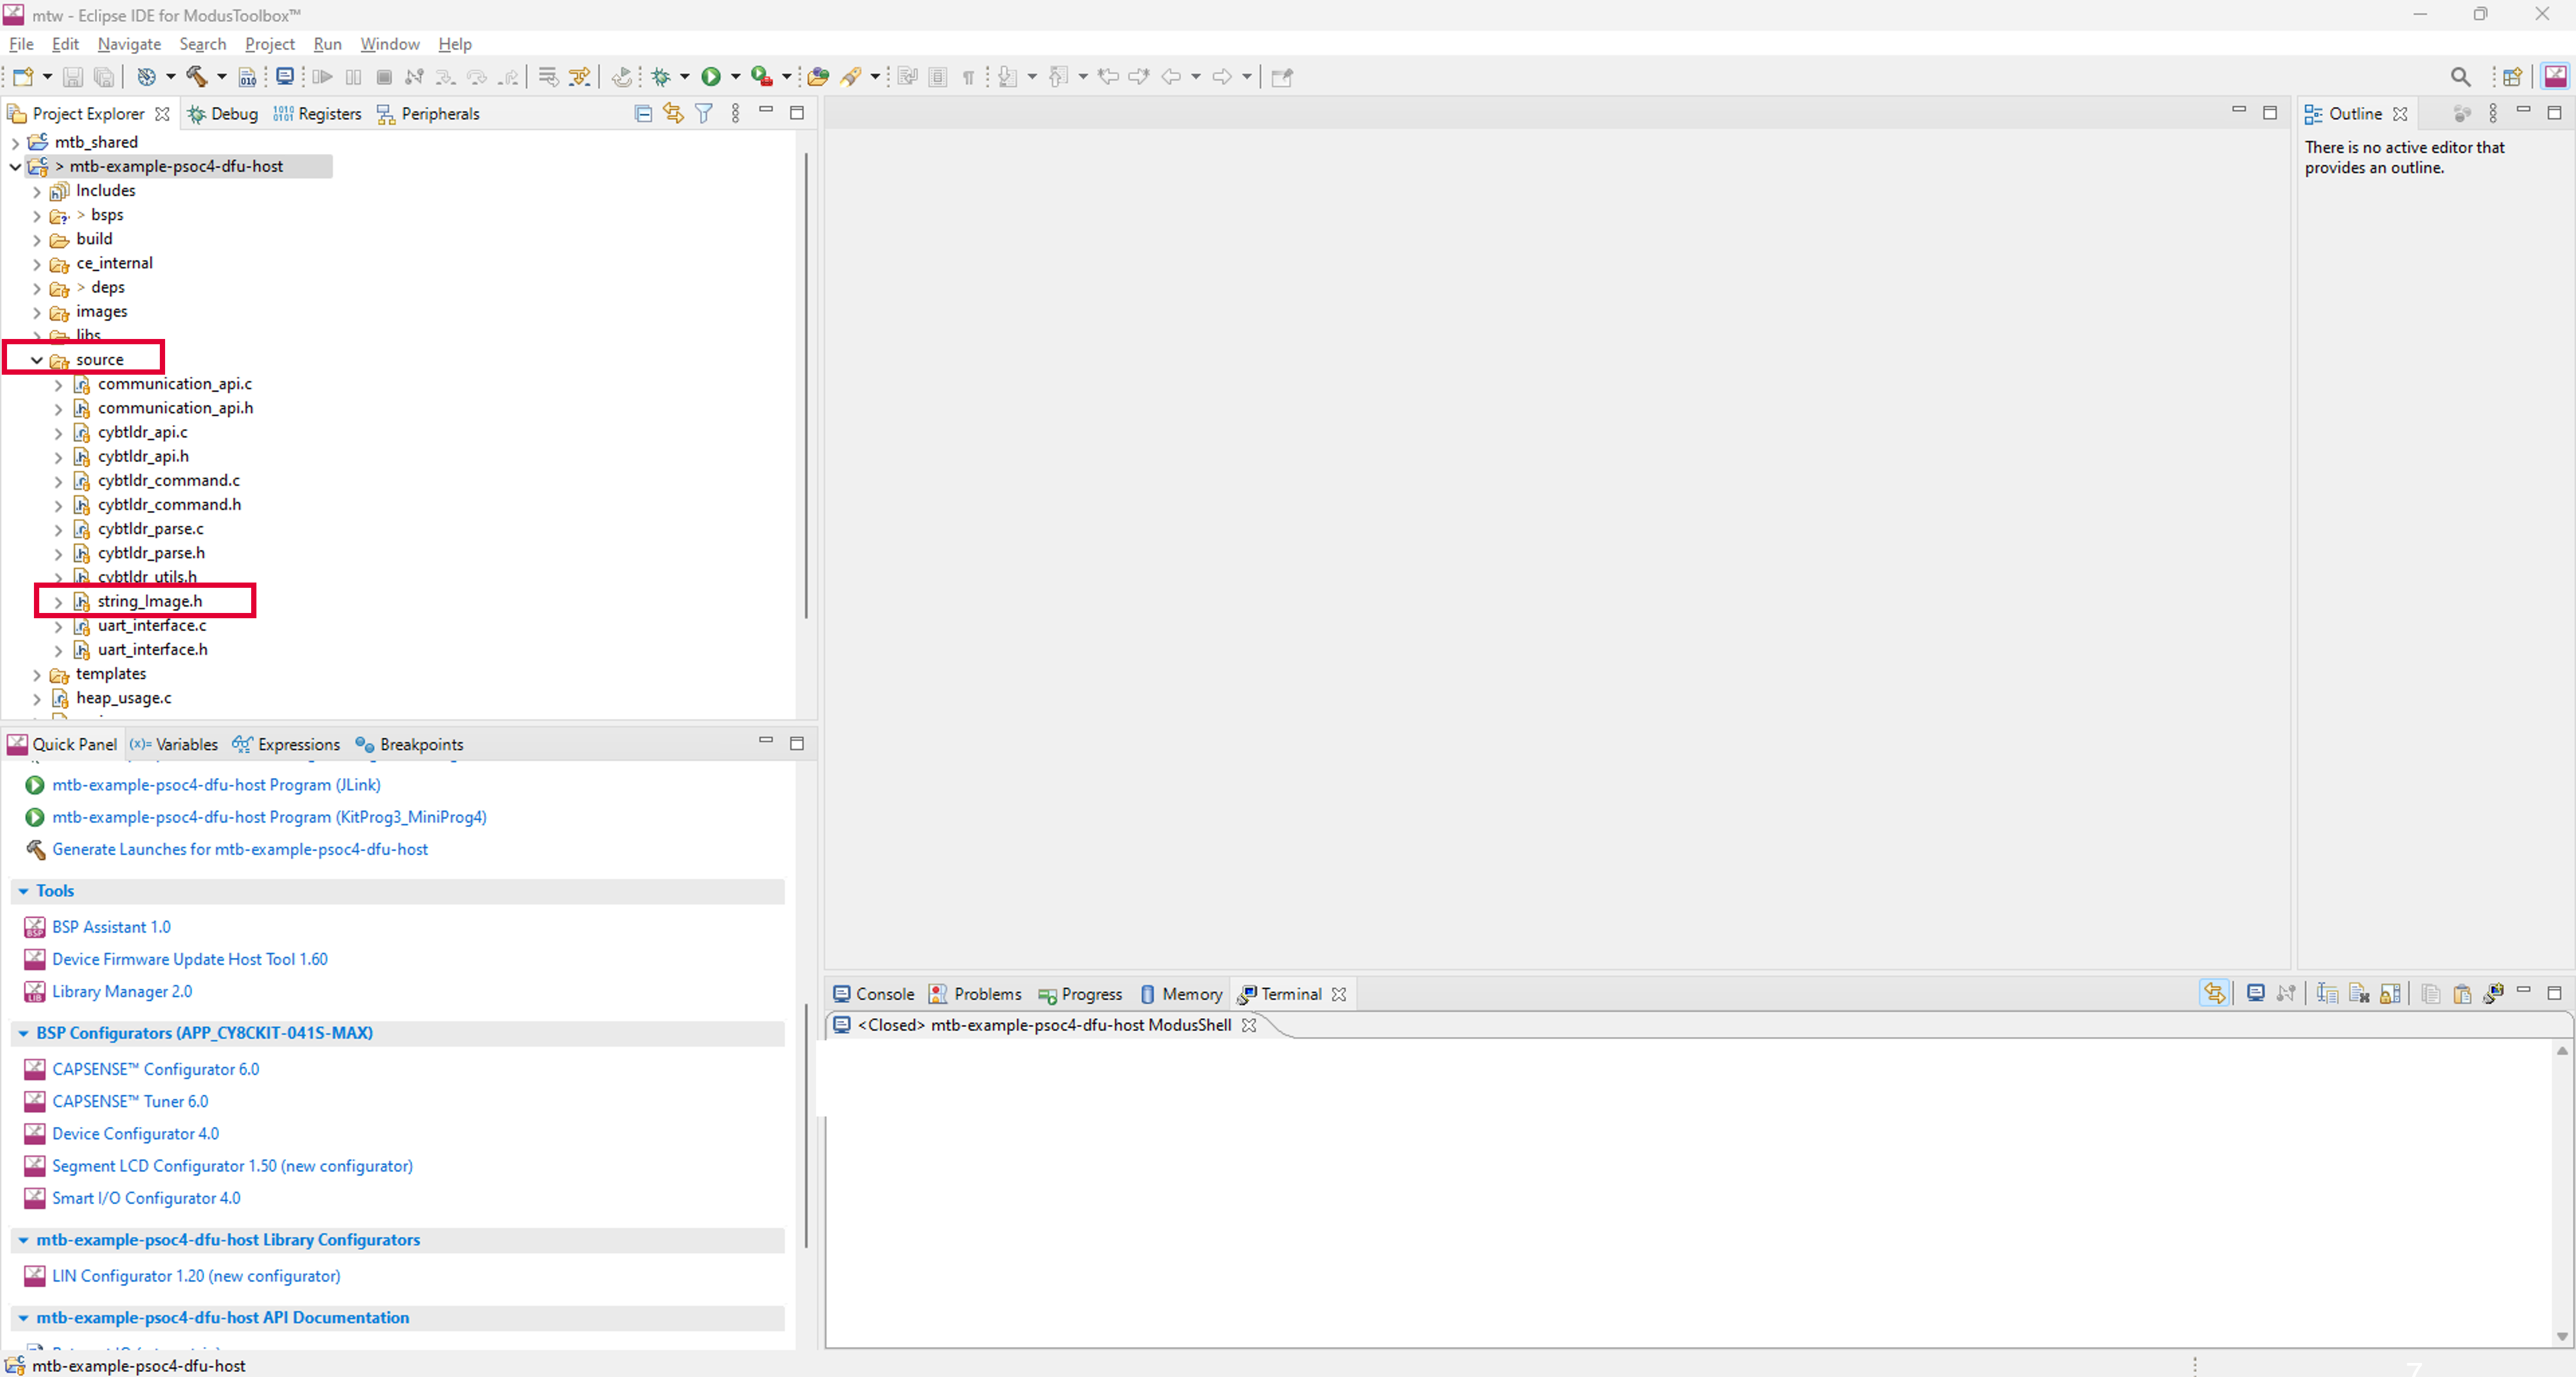 mtw - Eclipse IDE for ModusToolbox™
File Edit Navigate Search Project Run Window Help
Project Explorer Debug Registers Peripherals
mtb_shared
> mtb-example-psoc4-dfu-host
Includes
> bsps
build
ce_internal
> deps
images
libs
source
communication_api.c
communication_api.h
cybtldr_api.c
cybtldr_api.h
cybtldr_command.c
cybtldr_command.h
cybtldr_parse.c
cybtldr_parse.h
cybtldr_utils.h
string_Image.h
uart_interface.c
uart_interface.h
templates
heap_usage.c
Outline
There is no active editor that
provides an outline.
Quick Panel (x)= Variables Expressions Breakpoints
mtb-example-psoc4-dfu-host Program (JLink)
mtb-example-psoc4-dfu-host Program (KitProg3_MiniProg4)
Generate Launches for mtb-example-psoc4-dfu-host
Tools
BSP Assistant 1.0
Device Firmware Update Host Tool 1.60
Library Manager 2.0
BSP Configurators (APP_CY8CKIT-041S-MAX)
CAPSENSE™ Configurator 6.0
CAPSENSE™ Tuner 6.0
Device Configurator 4.0
Segment LCD Configurator 1.50 (new configurator)
Smart I/O Configurator 4.0
mtb-example-psoc4-dfu-host Library Configurators
LIN Configurator 1.20 (new configurator)
mtb-example-psoc4-dfu-host API Documentation
Console Problems Progress Memory Terminal
<Closed> mtb-example-psoc4-dfu-host ModusShell
mtb-example-psoc4-dfu-host